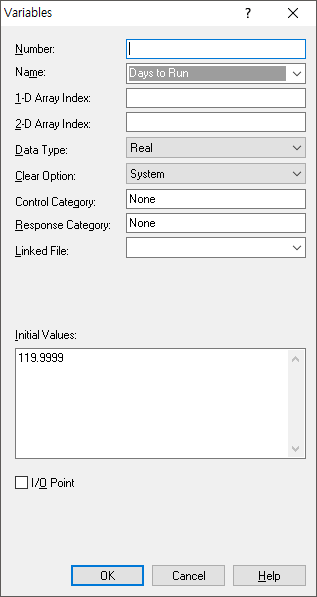 Variables
?
Number:
Name: Days to Run
1-D Array Index:
2-D Array Index:
Data Type: Real
Clear Option: System
Control Category: None
Response Category: None
Linked File:
Initial Values:
119.9999
I/O Point
OK Cancel Help